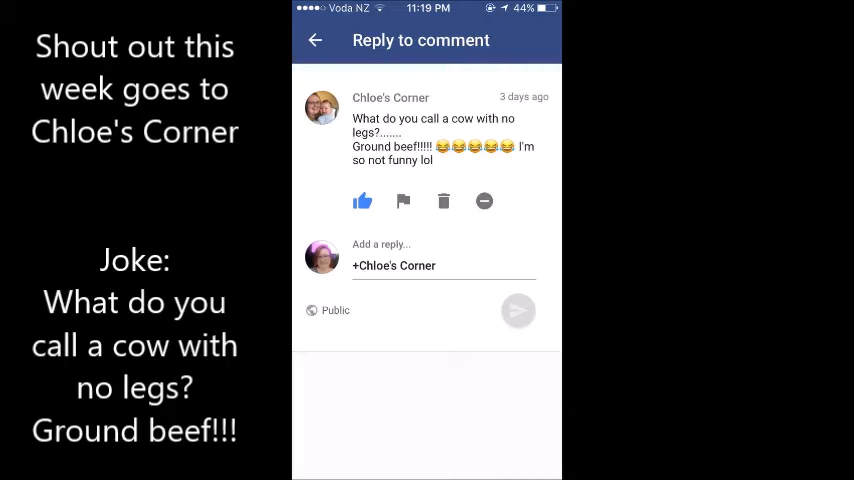 Shout out this
week goes to
Chloe's Corner
Joke:
What do you
call a cow with
no legs?
Ground beef!!!
Voda NZ 11:19 PM 44%
Reply to comment
Chloe's Corner 3 days ago
What do you call a cow with no
legs?.......
Ground beef!!!!! 😂😂😂😂😂 I'm
so not funny lol
Add a reply...
+Chloe's Corner
Public